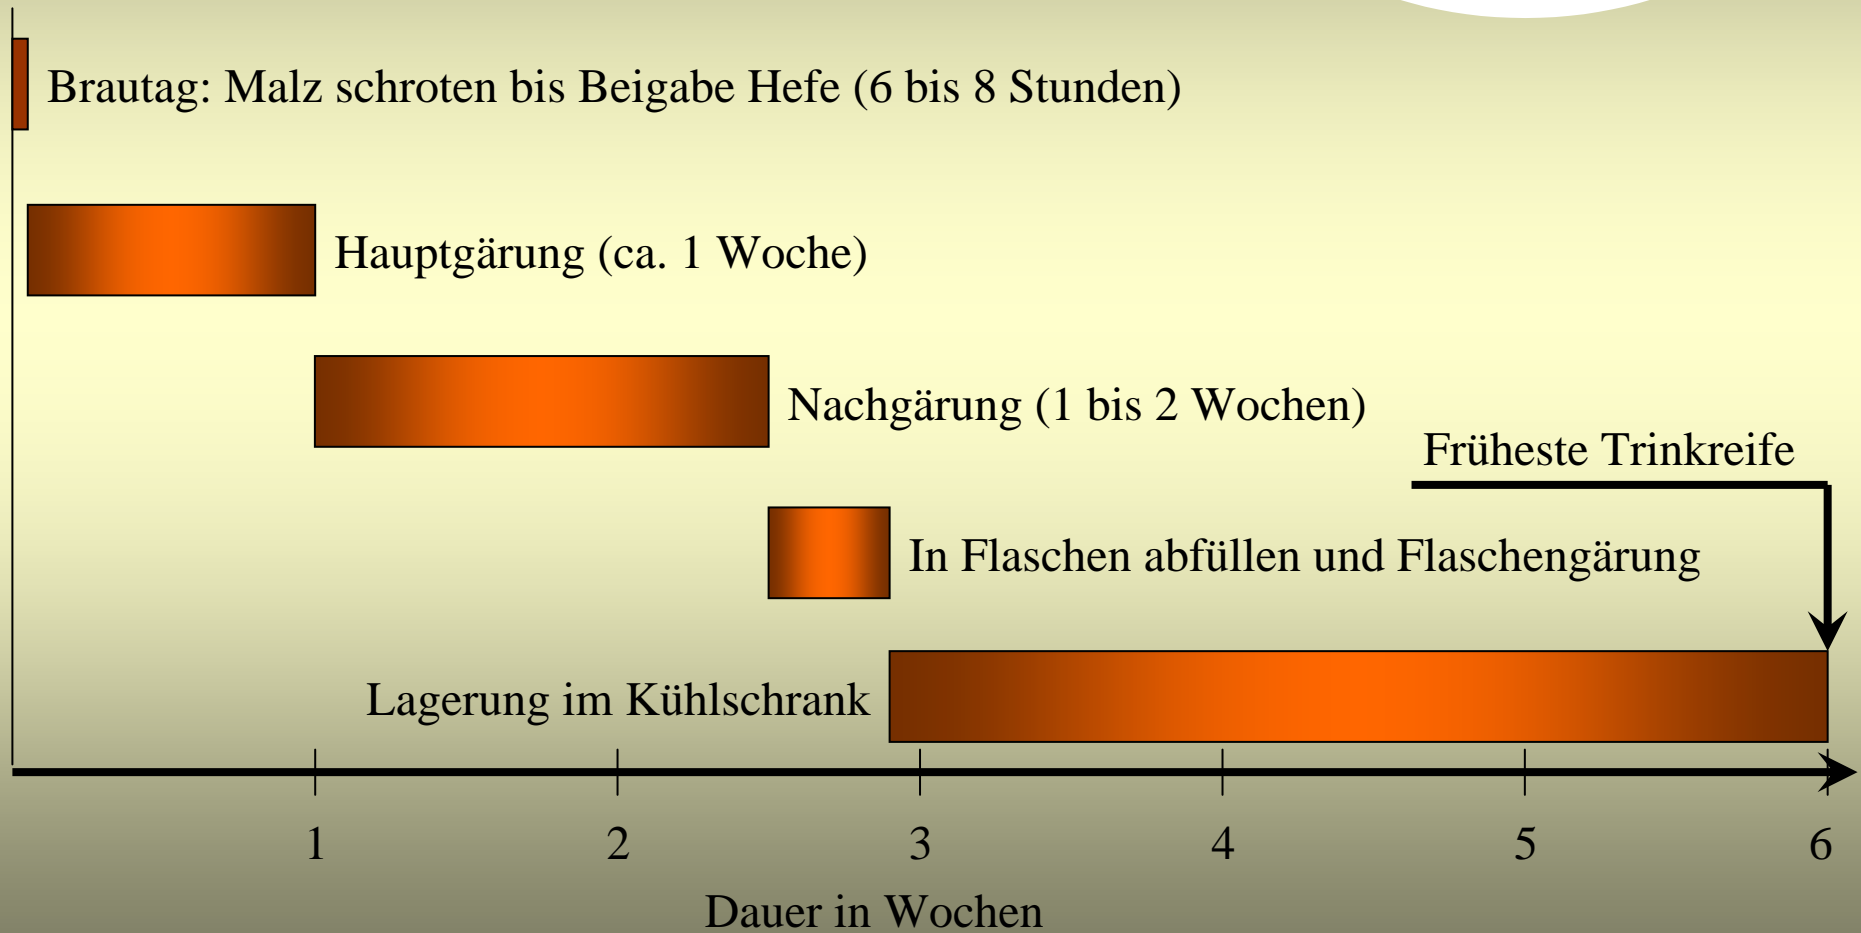 Brautag: Malz schroten bis Beigabe Hefe (6 bis 8 Stunden)
Hauptgärung (ca. 1 Woche)
Nachgärung (1 bis 2 Wochen)
Früheste Trinkreife
In Flaschen abfüllen und Flaschengärung
Lagerung im Kühlschrank
1 2 3 4 5 6
Dauer in Wochen